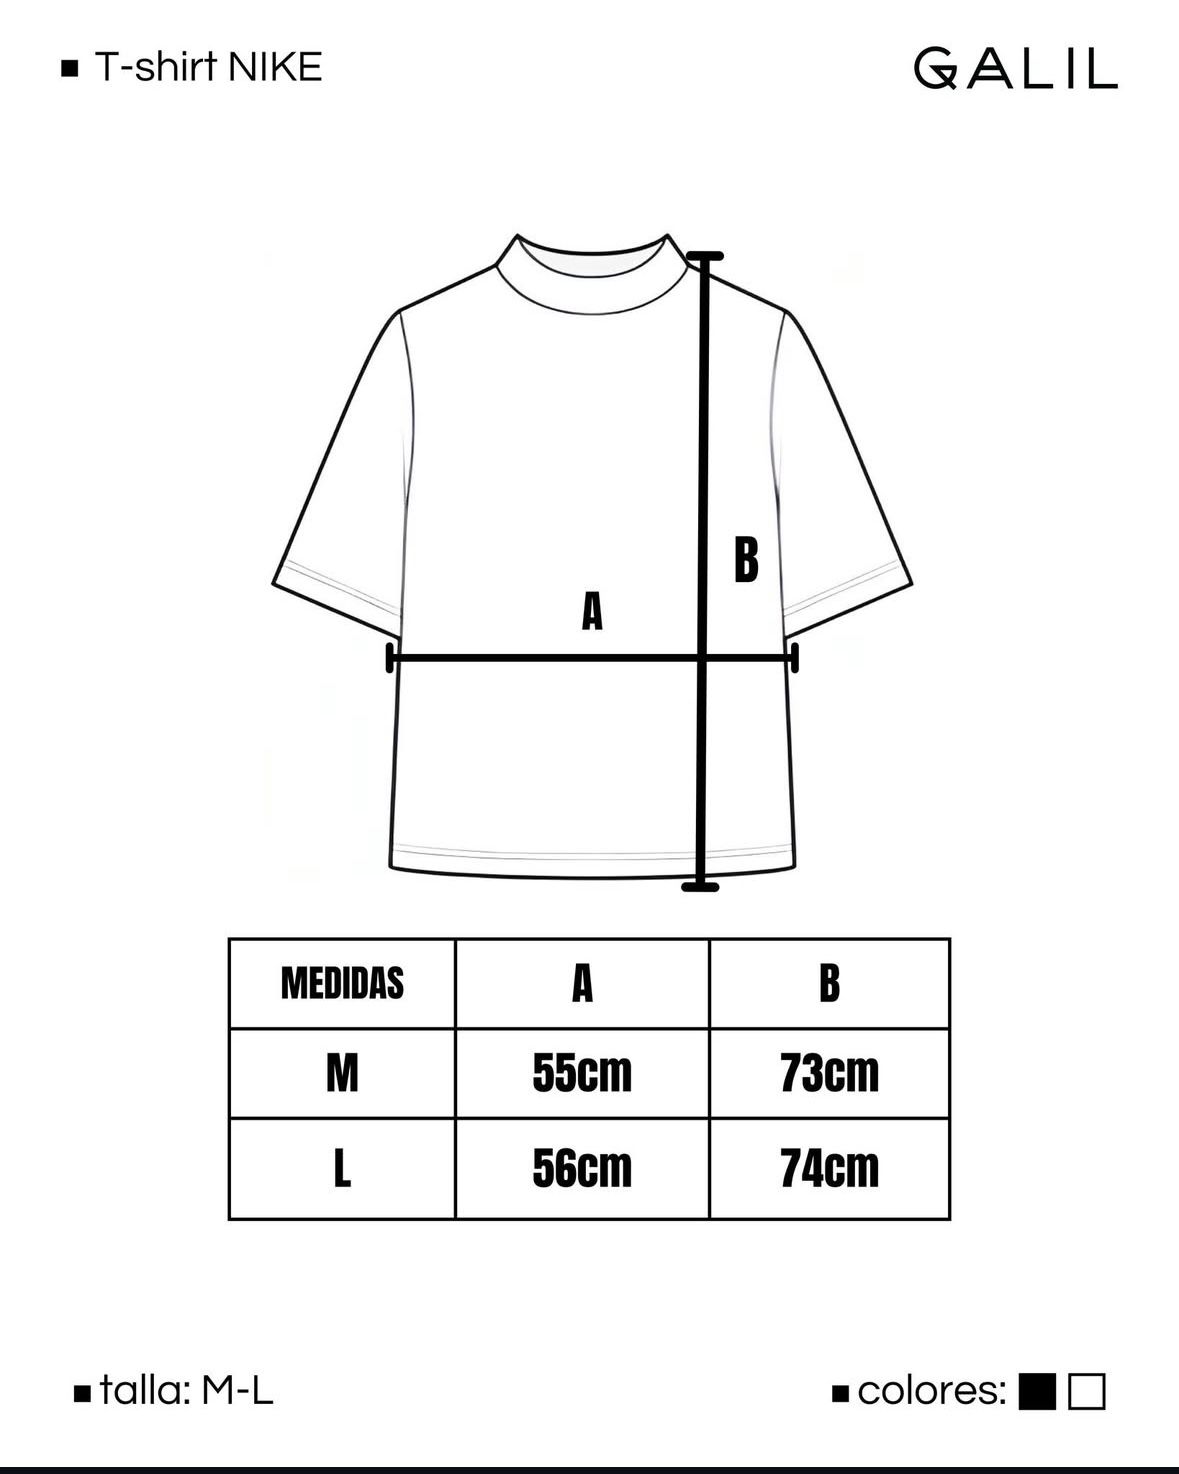 T-shirt NIKE
GALIL
B
A
MEDIDAS A B
M 55cm 73cm
L 56cm 74cm
talla: M-L
colores: